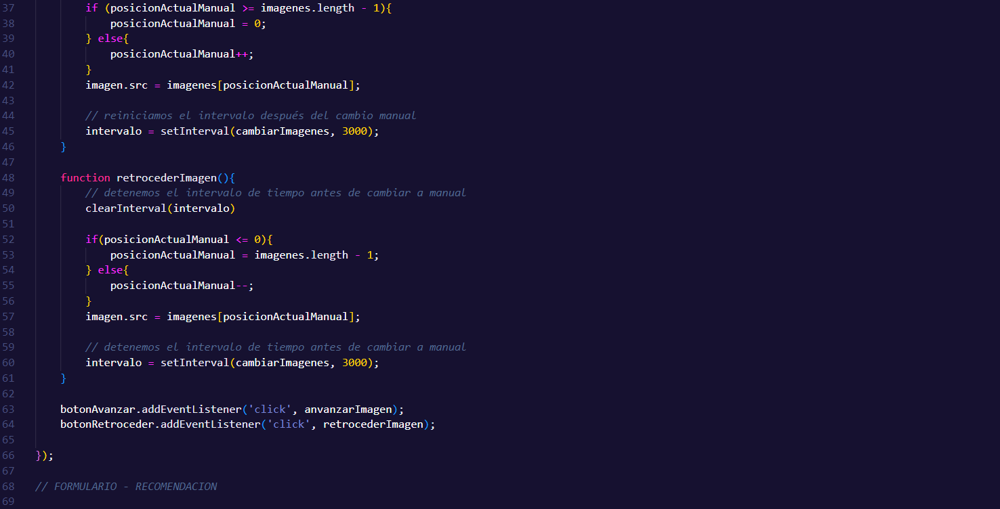 37 if (posicionActualManual >= imagenes.length - 1){
38 posicionActualManual = 0;
39 } else{
40 posicionActualManual++;
41 }
42 imagen.src = imagenes[posicionActualManual];
43
44 // reiniciamos el intervalo después del cambio manual
45 intervalo = setInterval(cambiarImagenes, 3000);
46 }
47
48 function retrocederImagen(){
49 // detenemos el intervalo de tiempo antes de cambiar a manual
50 clearInterval(intervalo)
51
52 if(posicionActualManual <= 0){
53 posicionActualManual = imagenes.length - 1;
54 } else{
55 posicionActualManual--;
56 }
57 imagen.src = imagenes[posicionActualManual];
58
59 // detenemos el intervalo de tiempo antes de cambiar a manual
60 intervalo = setInterval(cambiarImagenes, 3000);
61 }
62
63 botonAvanzar.addEventListener('click', anvanzarImagen);
64 botonRetroceder.addEventListener('click', retrocederImagen);
65
66 });
67
68 // FORMULARIO - RECOMENDACION
69